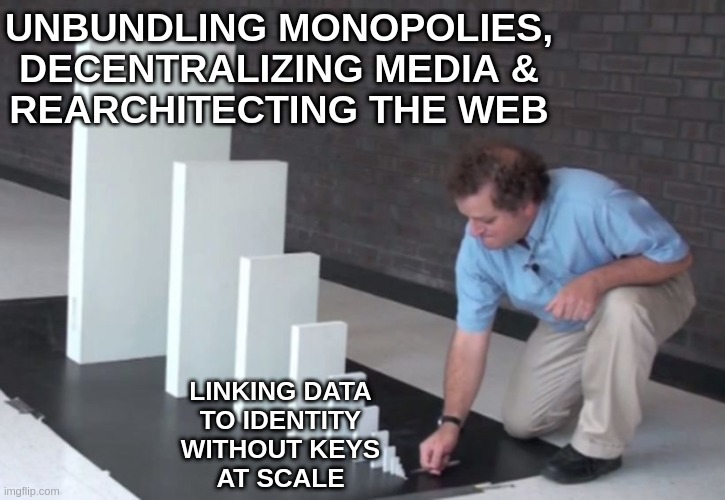 UNBUNDLING MONOPOLIES,
DECENTRALIZING MEDIA &
REARCHITECTING THE WEB
LINKING DATA
TO IDENTITY
WITHOUT KEYS
AT SCALE
imgflip.com